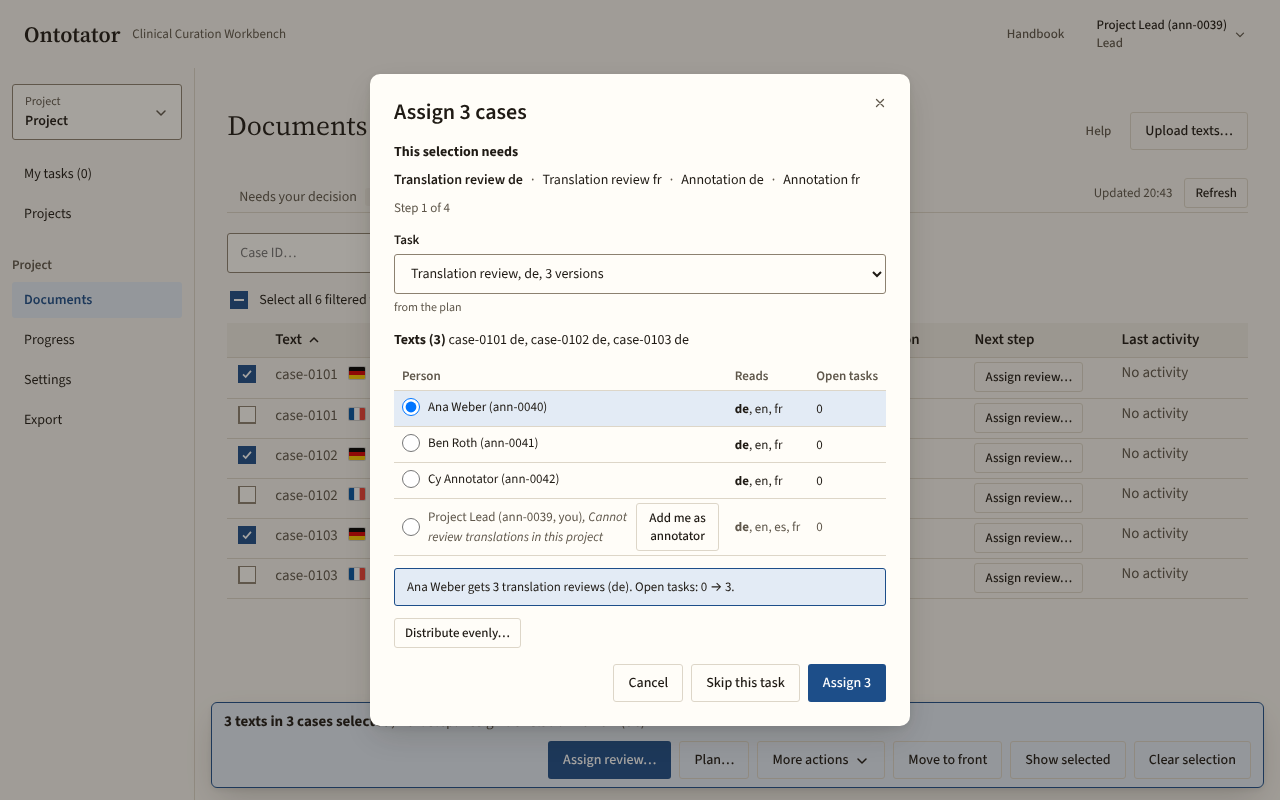 Ontotator Clinical Curation Workbench
Handbook
Project Lead (ann-0039)
Lead
Project
Project
My tasks (0)
Projects
Project
Documents
Progress
Settings
Export
Documents
Help
Upload texts…
Needs your decision
Updated 20:43
Refresh
Case ID…
Select all 6 filtered
Text
Next step
Last activity
case-0101
Assign review…
No activity
case-0101
Assign review…
No activity
case-0102
Assign review…
No activity
case-0102
Assign review…
No activity
case-0103
Assign review…
No activity
case-0103
Assign review…
No activity
Assign 3 cases
×
This selection needs
Translation review de · Translation review fr · Annotation de · Annotation fr
Step 1 of 4
Task
Translation review, de, 3 versions
from the plan
Texts (3) case-0101 de, case-0102 de, case-0103 de
Person Reads Open tasks
Ana Weber (ann-0040) de, en, fr 0
Ben Roth (ann-0041) de, en, fr 0
Cy Annotator (ann-0042) de, en, fr 0
Project Lead (ann-0039, you), Cannot
review translations in this project
Add me as
annotator
de, en, es, fr 0
Ana Weber gets 3 translation reviews (de). Open tasks: 0 → 3.
Distribute evenly…
Cancel
Skip this task
Assign 3
3 texts in 3 cases
Assign review…
Plan…
More actions
Move to front
Show selected
Clear selection